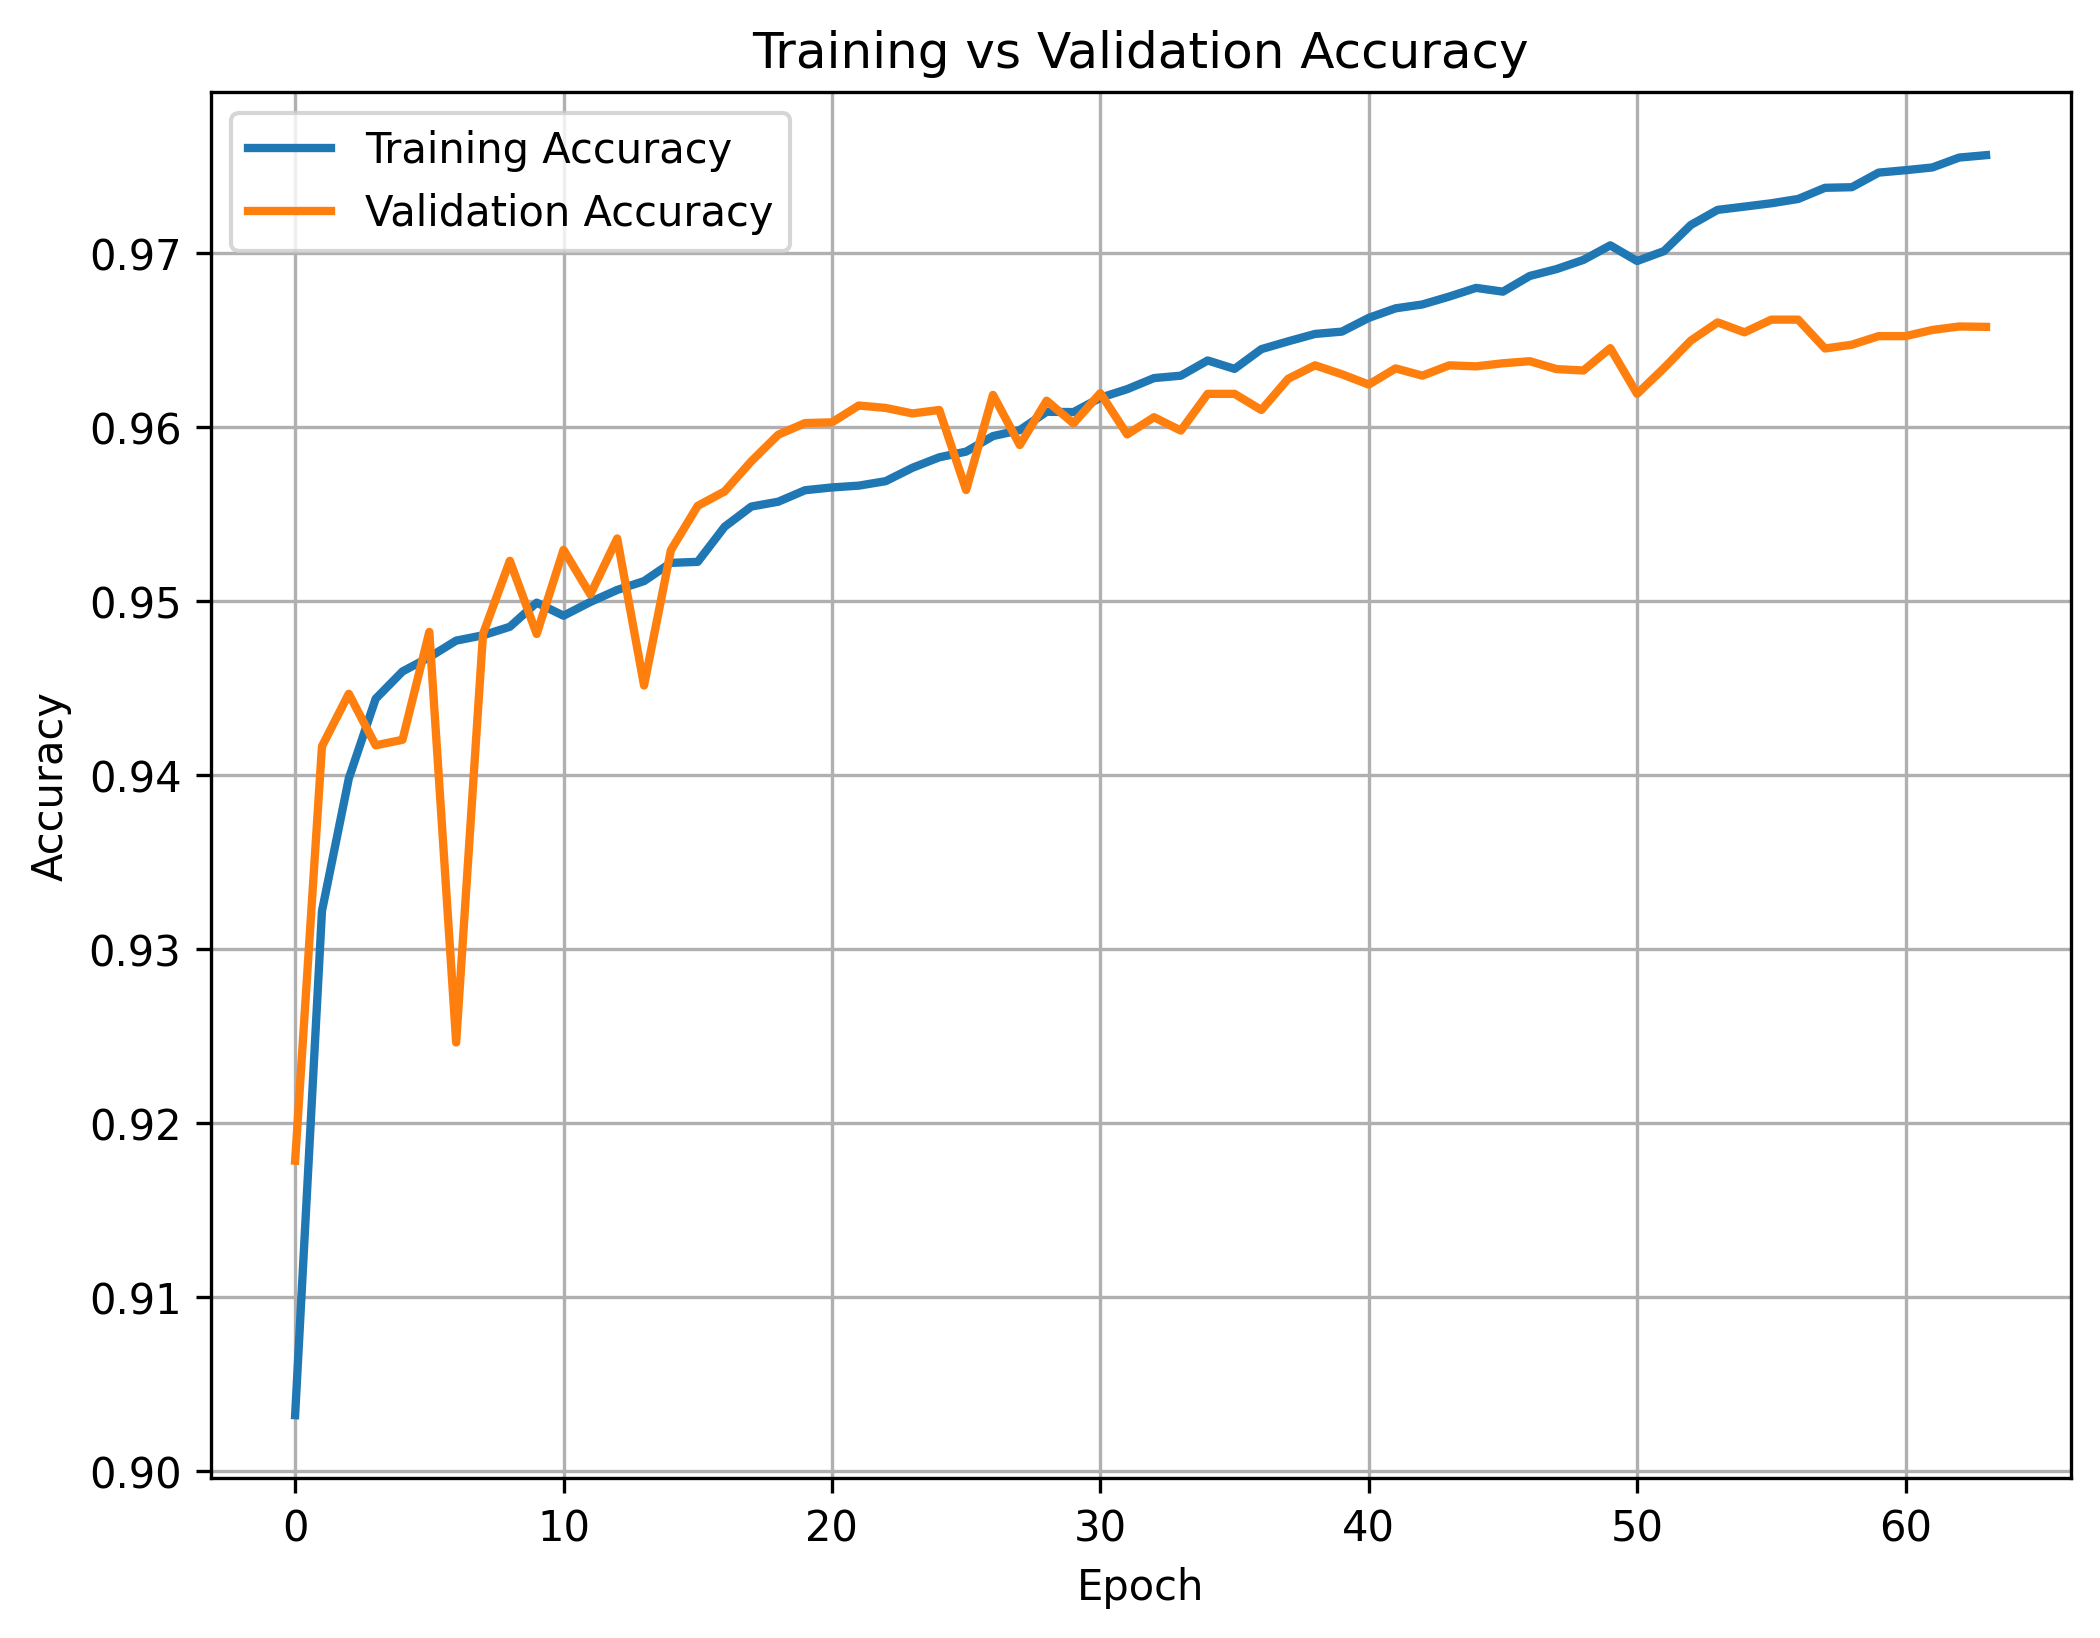 Training vs Validation Accuracy
Training Accuracy
Validation Accuracy
Accuracy
0.97
0.96
0.95
0.94
0.93
0.92
0.91
0.90
0 10 20 30 40 50 60
Epoch